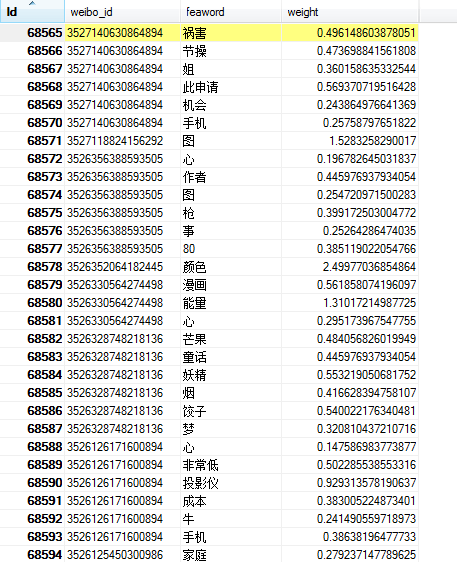 Id weibo_id feaword weight
68565 3527140630864894 祸害 0.496148603878051
68566 3527140630864894 节操 0.473698841561808
68567 3527140630864894 姐 0.360158635332544
68568 3527140630864894 此申请 0.569370719516428
68569 3527140630864894 机会 0.243864976641369
68570 3527140630864894 手机 0.25758797651822
68571 3527118824156292 图 1.5283258290017
68572 3526356388593505 心 0.196782645031837
68573 3526356388593505 作者 0.445976937934054
68574 3526356388593505 图 0.254720971500283
68575 3526356388593505 枪 0.399172503004772
68576 3526356388593505 事 0.25264286474035
68577 3526356388593505 80 0.385119022054766
68578 3526352064182445 颜色 2.49977036854864
68579 3526330564274498 漫画 0.561858074196097
68580 3526330564274498 能量 1.31017214987725
68581 3526330564274498 心 0.295173967547755
68582 3526328748218136 芒果 0.484056826019949
68583 3526328748218136 童话 0.445976937934054
68584 3526328748218136 妖精 0.553219050681752
68585 3526328748218136 烟 0.416628394758107
68586 3526328748218136 饺子 0.540022176340481
68587 3526328748218136 梦 0.320810437210716
68588 3526126171600894 心 0.147586983773877
68589 3526126171600894 非常低 0.502285538553316
68590 3526126171600894 投影仪 0.929313578190637
68591 3526126171600894 成本 0.383005224873401
68592 3526126171600894 牛 0.241490559718973
68593 3526126171600894 手机 0.38638196477733
68594 3526125450300986 家庭 0.279237147789625